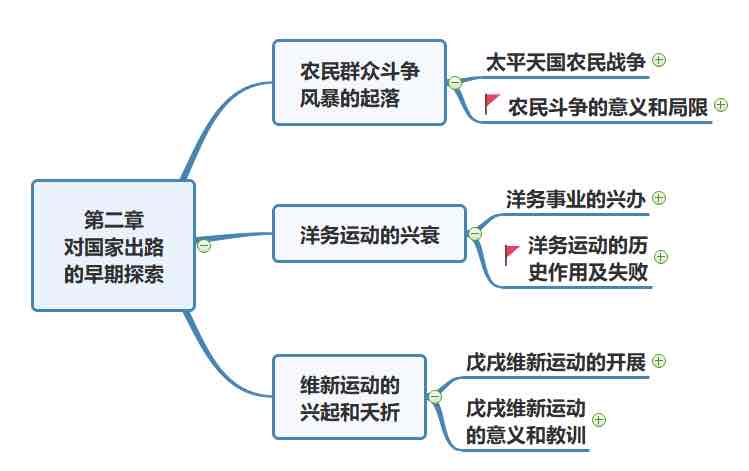 第二章
对国家出路
的早期探索
农民群众斗争
风暴的起落
太平天国农民战争
农民斗争的意义和局限
洋务运动的兴衰
洋务事业的兴办
洋务运动的历
史作用及失败
维新运动的
兴起和夭折
戊戌维新运动的开展
戊戌维新运动
的意义和教训